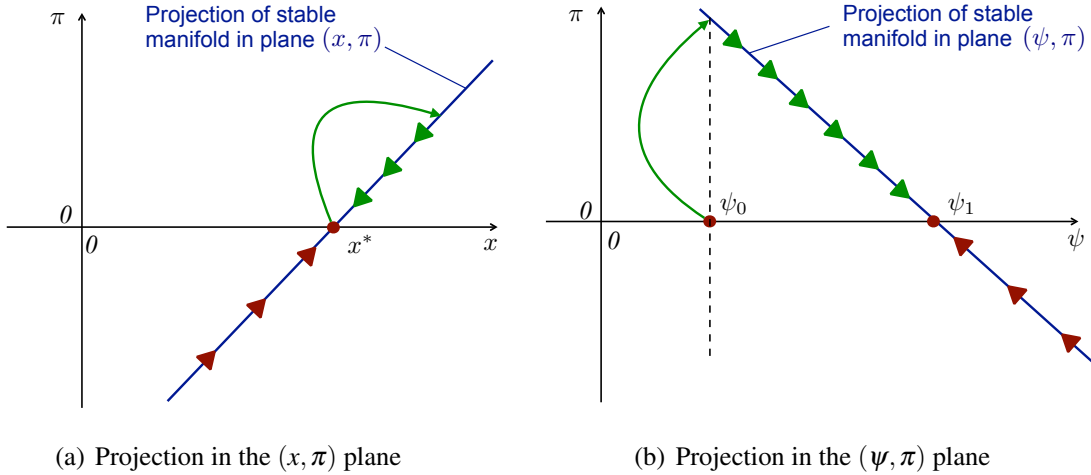 π
Projection of stable
manifold in plane (x, π)
0
0
x*
x
(a) Projection in the (x, π) plane
π
Projection of stable
manifold in plane (ψ, π)
ψ₀
ψ₁
0
0
ψ
(b) Projection in the (ψ, π) plane